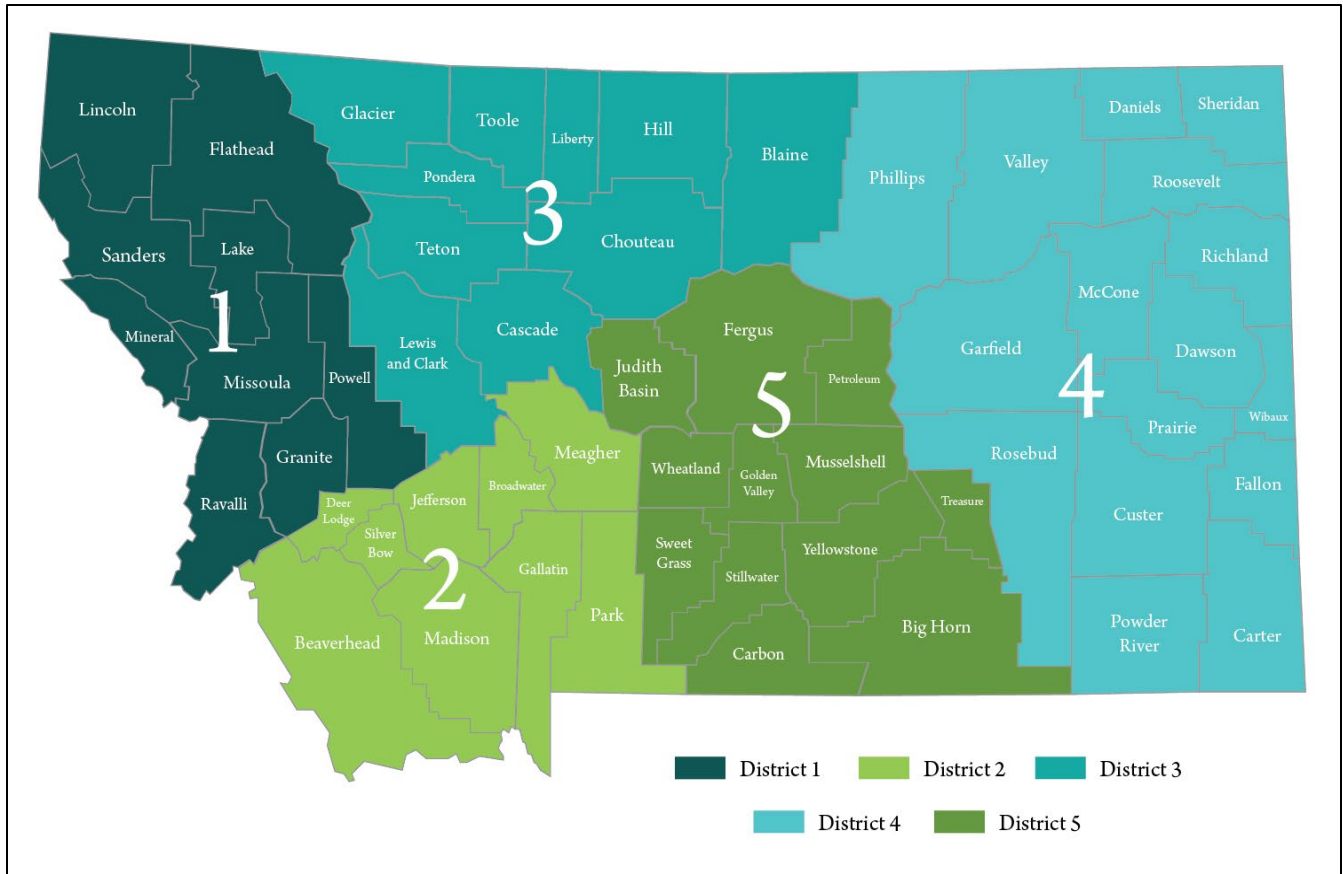 Lincoln
Flathead
Sanders
Lake
1
Mineral
Missoula
Powell
Granite
Ravalli
Glacier
Toole
Liberty
Hill
Blaine
Pondera
3
Teton
Chouteau
Cascade
Lewis
and Clark
Meagher
Broadwater
Jefferson
Deer
Lodge
Silver
Bow
2
Gallatin
Park
Madison
Beaverhead
Fergus
Judith
Basin
Petroleum
5
Wheatland
Golden
Valley
Musselshell
Treasure
Sweet
Grass
Yellowstone
Stillwater
Big Horn
Carbon
Phillips
Valley
Daniels
Sheridan
Roosevelt
Richland
McCone
Garfield
Dawson
4
Wibaux
Prairie
Rosebud
Fallon
Custer
Powder
River
Carter
District 1
District 2
District 3
District 4
District 5